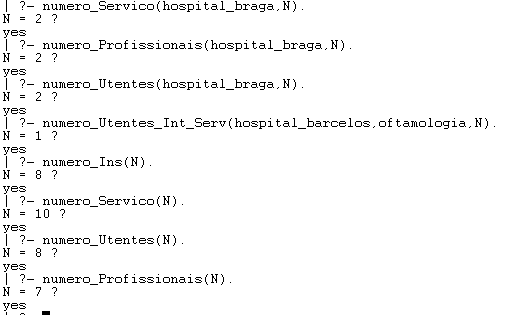 | ?- numero_Servico(hospital_braga,N).
N = 2 ?
yes
| ?- numero_Profissionais(hospital_braga,N).
N = 2 ?
yes
| ?- numero_Utentes(hospital_braga,N).
N = 2 ?
yes
| ?- numero_Utentes_Int_Serv(hospital_barcelos,oftamologia,N).
N = 1 ?
yes
| ?- numero_Ins(N).
N = 8 ?
yes
| ?- numero_Servico(N).
N = 10 ?
yes
| ?- numero_Utentes(N).
N = 8 ?
yes
| ?- numero_Profissionais(N).
N = 7 ?
yes